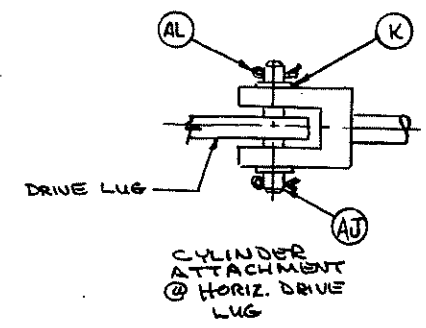 AL
K
DRIVE LUG
AJ
CYLINDER
ATTACHMENT
@ HORIZ. DRIVE
LUG